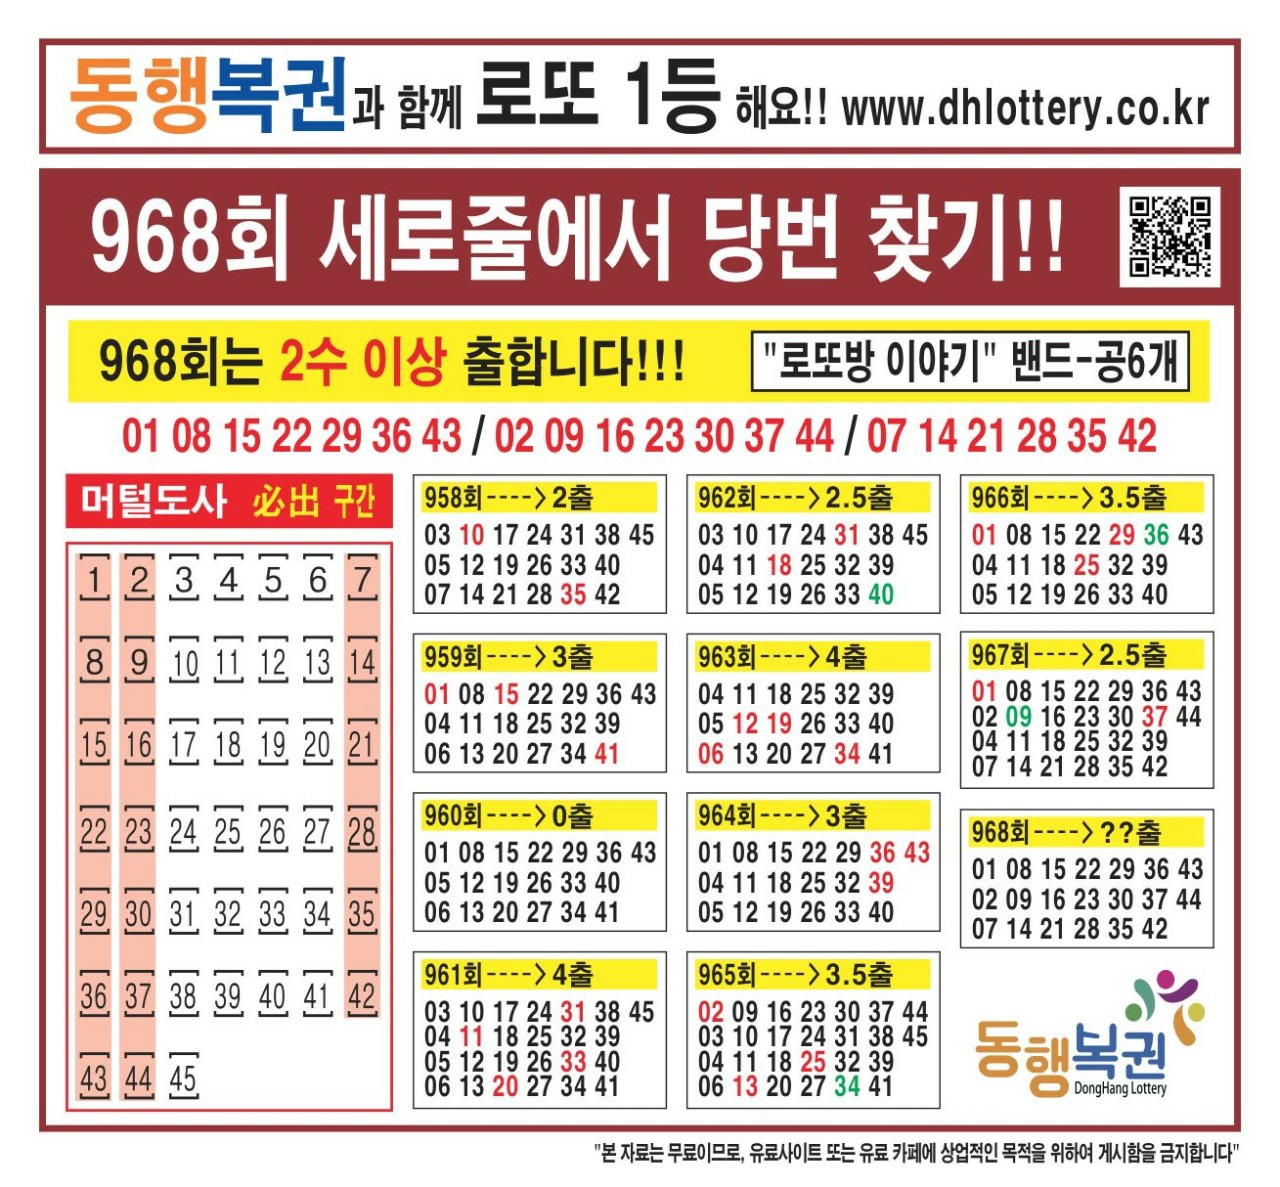 동행복권과 함께 로또 1등 해요!! www.dhlottery.co.kr
968회 세로줄에서 당번 찾기!!
968회는 2수 이상 출합니다!!!
"로또방 이야기" 밴드-공6개
01 08 15 22 29 36 43 / 02 09 16 23 30 37 44 / 07 14 21 28 35 42
머털도사 必出 구간
1 2 3 4 5 6 7
8 9 10 11 12 13 14
15 16 17 18 19 20 21
22 23 24 25 26 27 28
29 30 31 32 33 34 35
36 37 38 39 40 41 42
43 44 45
958회---->2출
03 10 17 24 31 38 45
05 12 19 26 33 40
07 14 21 28 35 42
959회---->3출
01 08 15 22 29 36 43
04 11 18 25 32 39
06 13 20 27 34 41
960회---->0출
01 08 15 22 29 36 43
05 12 19 26 33 40
06 13 20 27 34 41
961회---->4출
03 10 17 24 31 38 45
04 11 18 25 32 39
05 12 19 26 33 40
06 13 20 27 34 41
962회---->2.5출
03 10 17 24 31 38 45
04 11 18 25 32 39
05 12 19 26 33 40
963회---->4출
04 11 18 25 32 39
05 12 19 26 33 40
06 13 20 27 34 41
964회---->3출
01 08 15 22 29 36 43
04 11 18 25 32 39
05 12 19 26 33 40
965회---->3.5출
02 09 16 23 30 37 44
03 10 17 24 31 38 45
04 11 18 25 32 39
06 13 20 27 34 41
966회---->3.5출
01 08 15 22 29 36 43
04 11 18 25 32 39
05 12 19 26 33 40
967회---->2.5출
01 08 15 22 29 36 43
02 09 16 23 30 37 44
04 11 18 25 32 39
07 14 21 28 35 42
968회---->??출
01 08 15 22 29 36 43
02 09 16 23 30 37 44
07 14 21 28 35 42
동행복권
DongHang Lottery
"본 자료는 무료이므로, 유료사이트 또는 유료 카페에 상업적인 목적을 위하여 게시함을 금지합니다"